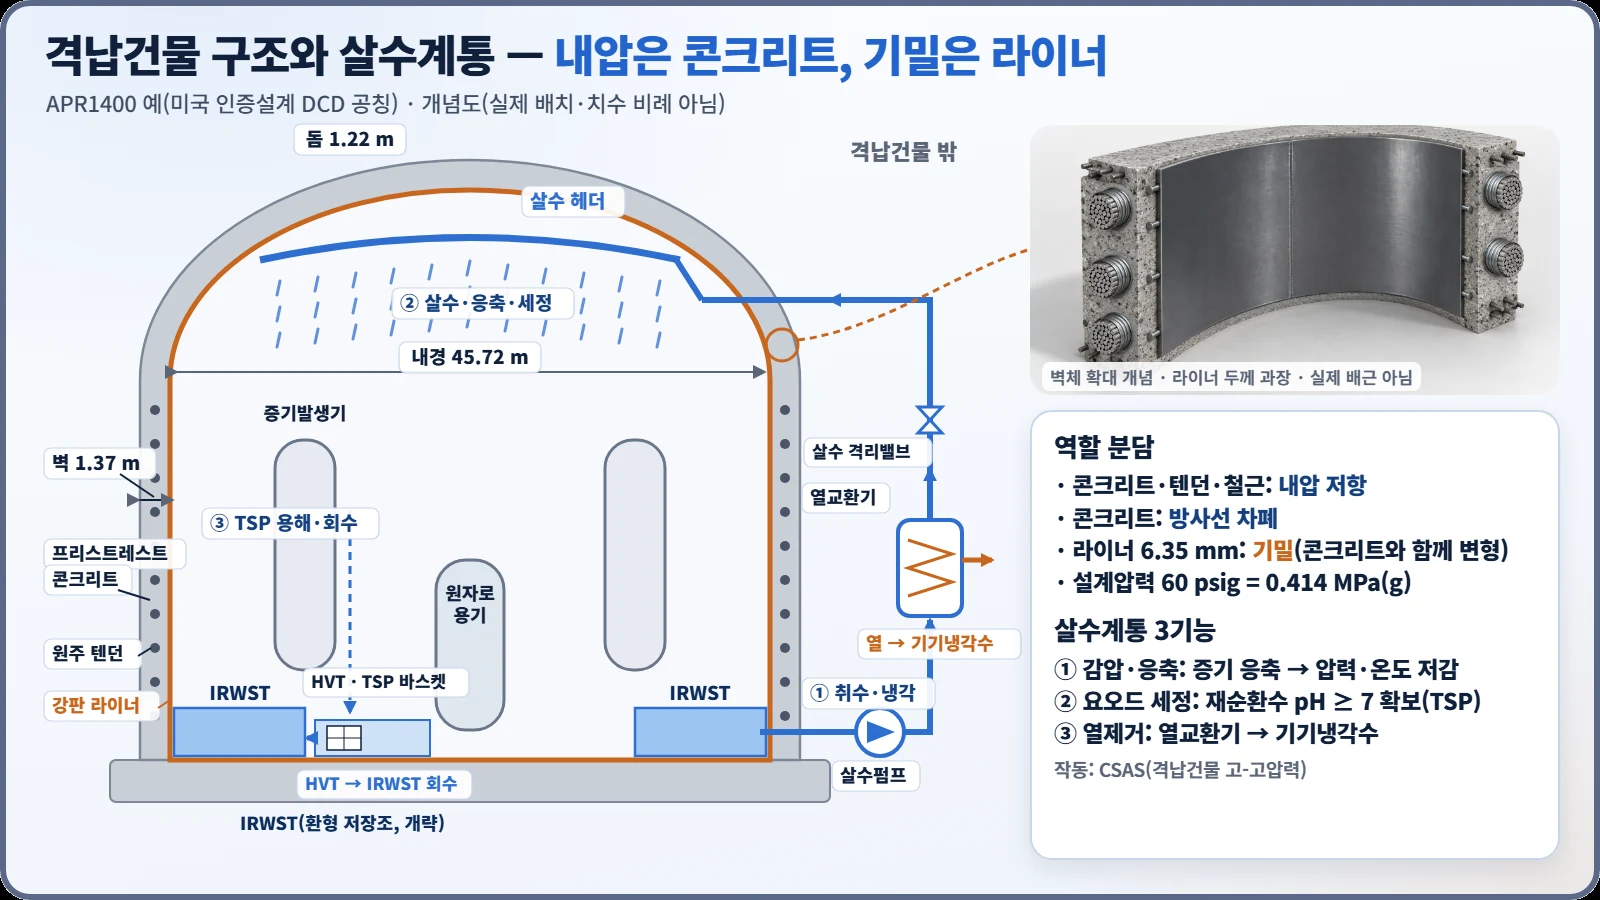 격납건물 구조와 살수계통 — 내압은 콘크리트, 기밀은 라이너
APR1400 예(미국 인증설계 DCD 공칭) · 개념도(실제 배치·치수 비례 아님)
돔 1.22 m
격납건물 밖
살수 헤더
② 살수·응축·세정
내경 45.72 m
증기발생기
벽 1.37 m
③ TSP 용해·회수
프리스트레스트
콘크리트
원자로
용기
원주 텐던
강판 라이너
IRWST
HVT · TSP 바스켓
IRWST
HVT → IRWST 회수
IRWST(환형 저장조, 개략)
살수 격리밸브
열교환기
열 → 기기냉각수
① 취수·냉각
살수펌프
벽체 확대 개념 · 라이너 두께 과장 · 실제 배근 아님
역할 분담
· 콘크리트·텐던·철근: 내압 저항
· 콘크리트: 방사선 차폐
· 라이너 6.35 mm: 기밀(콘크리트와 함께 변형)
· 설계압력 60 psig = 0.414 MPa(g)
살수계통 3기능
① 감압·응축: 증기 응축 → 압력·온도 저감
② 요오드 세정: 재순환수 pH ≥ 7 확보(TSP)
③ 열제거: 열교환기 → 기기냉각수
작동: CSAS(격납건물 고-고압력)